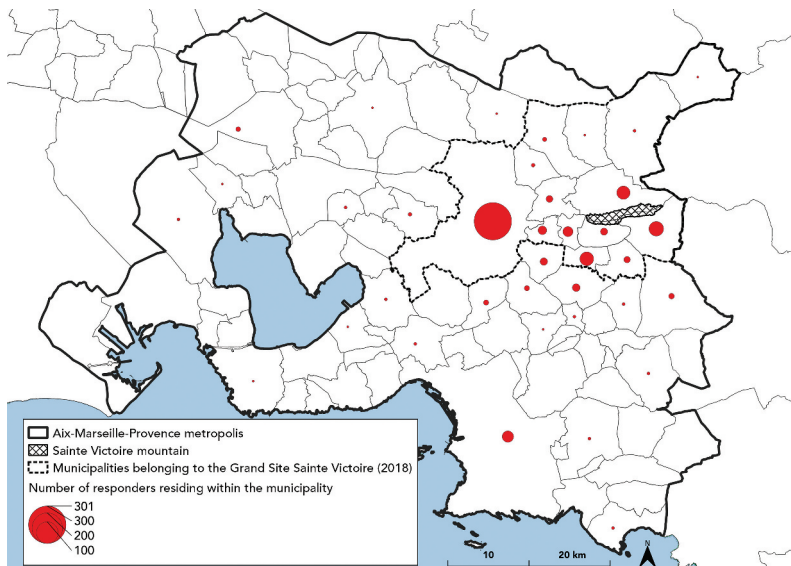 Aix-Marseille-Provence metropolis
Sainte Victoire mountain
Municipalities belonging to the Grand Site Sainte Victoire (2018)
Number of responders residing within the municipality
301
300
200
100
10 20 km
N